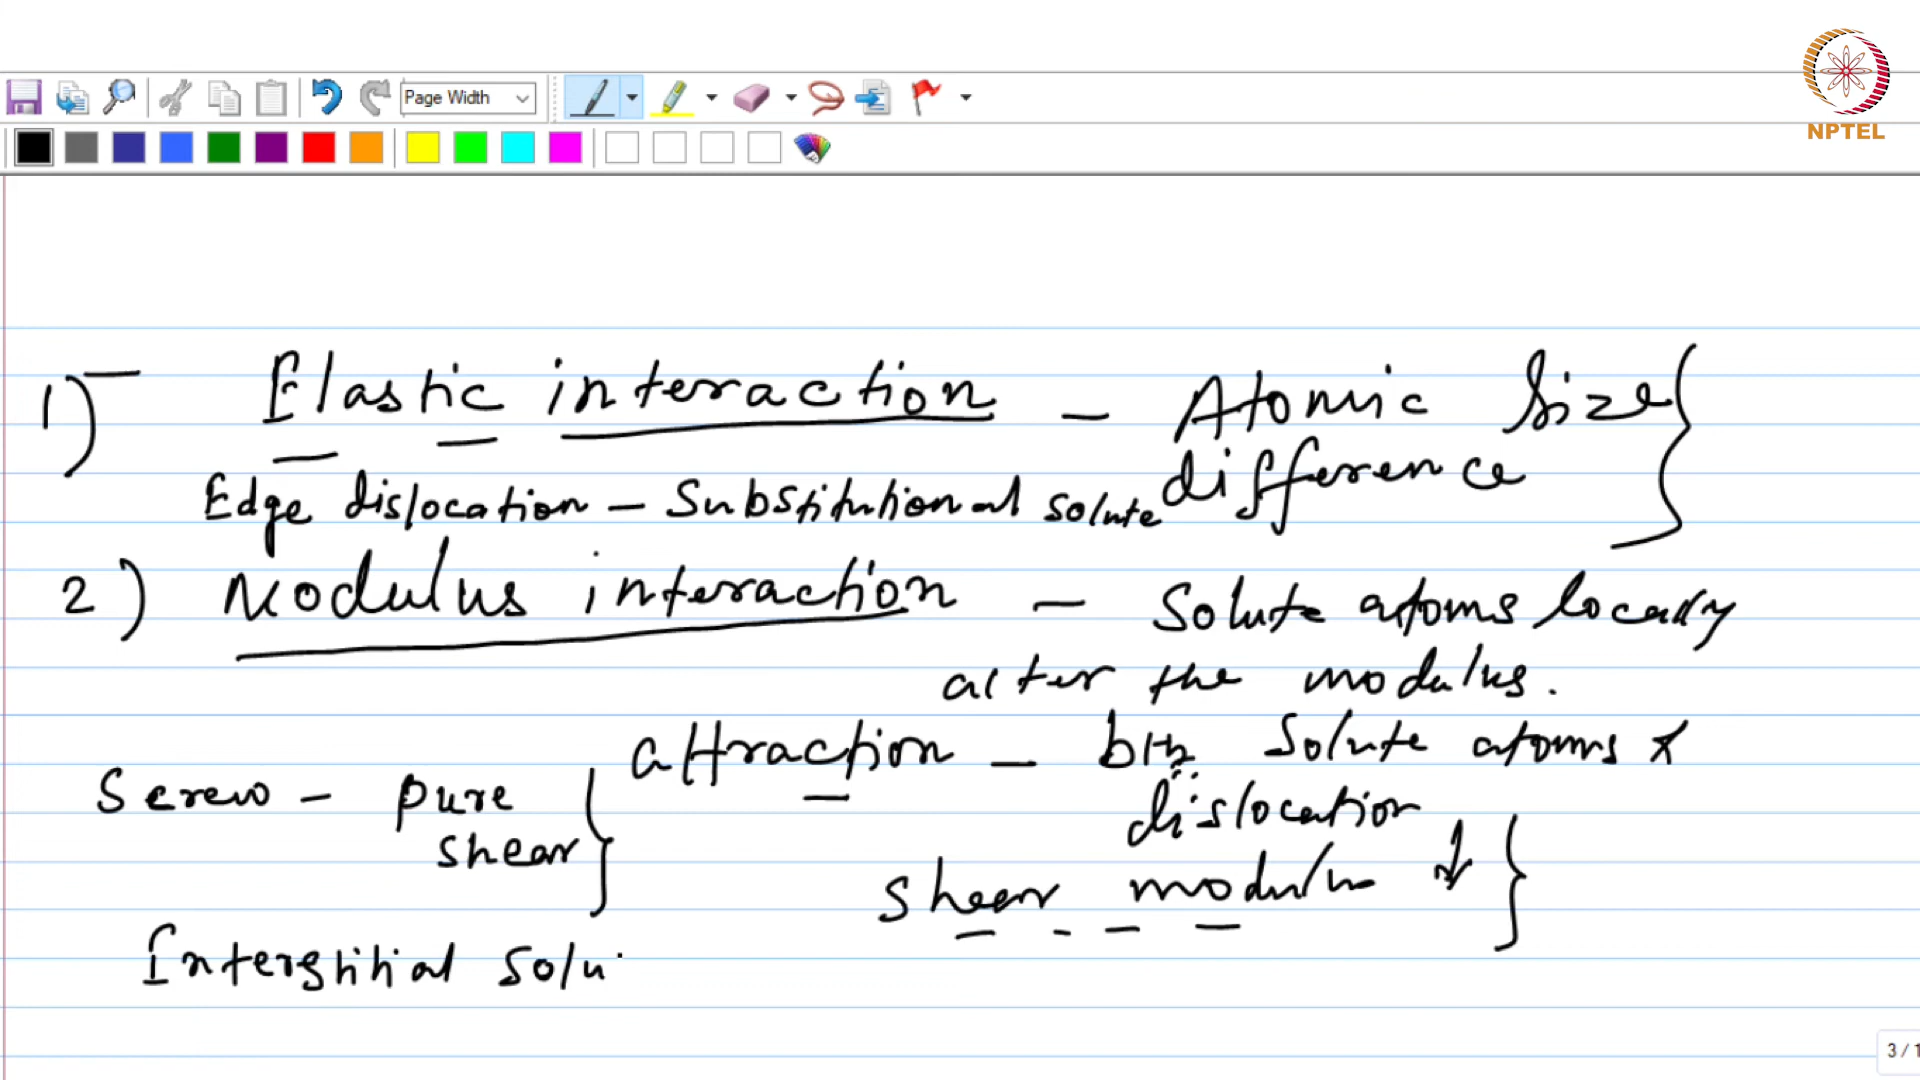 NPTEL
Page Width
1) Elastic interaction - Atomic Size
difference
Edge dislocation - Substitutional solute
2) Modulus interaction - Solute atoms locally
alter the modulus.
attraction - btn Solute atoms &
dislocation
Screw - pure
shear
shear modulus ↓
Interstitial solu
3 / 1